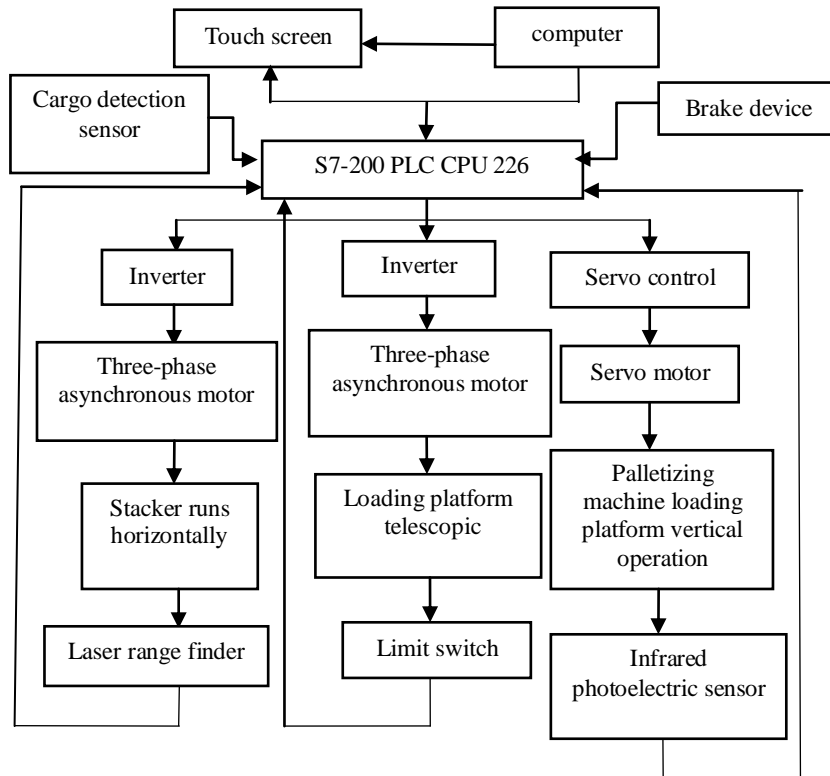 Touch screen
computer
Cargo detection
sensor
Brake device
S7-200 PLC CPU 226
Inverter
Inverter
Servo control
Three-phase
asynchronous motor
Three-phase
asynchronous motor
Servo motor
Stacker runs
horizontally
Loading platform
telescopic
Palletizing
machine loading
platform vertical
operation
Laser range finder
Limit switch
Infrared
photoelectric sensor